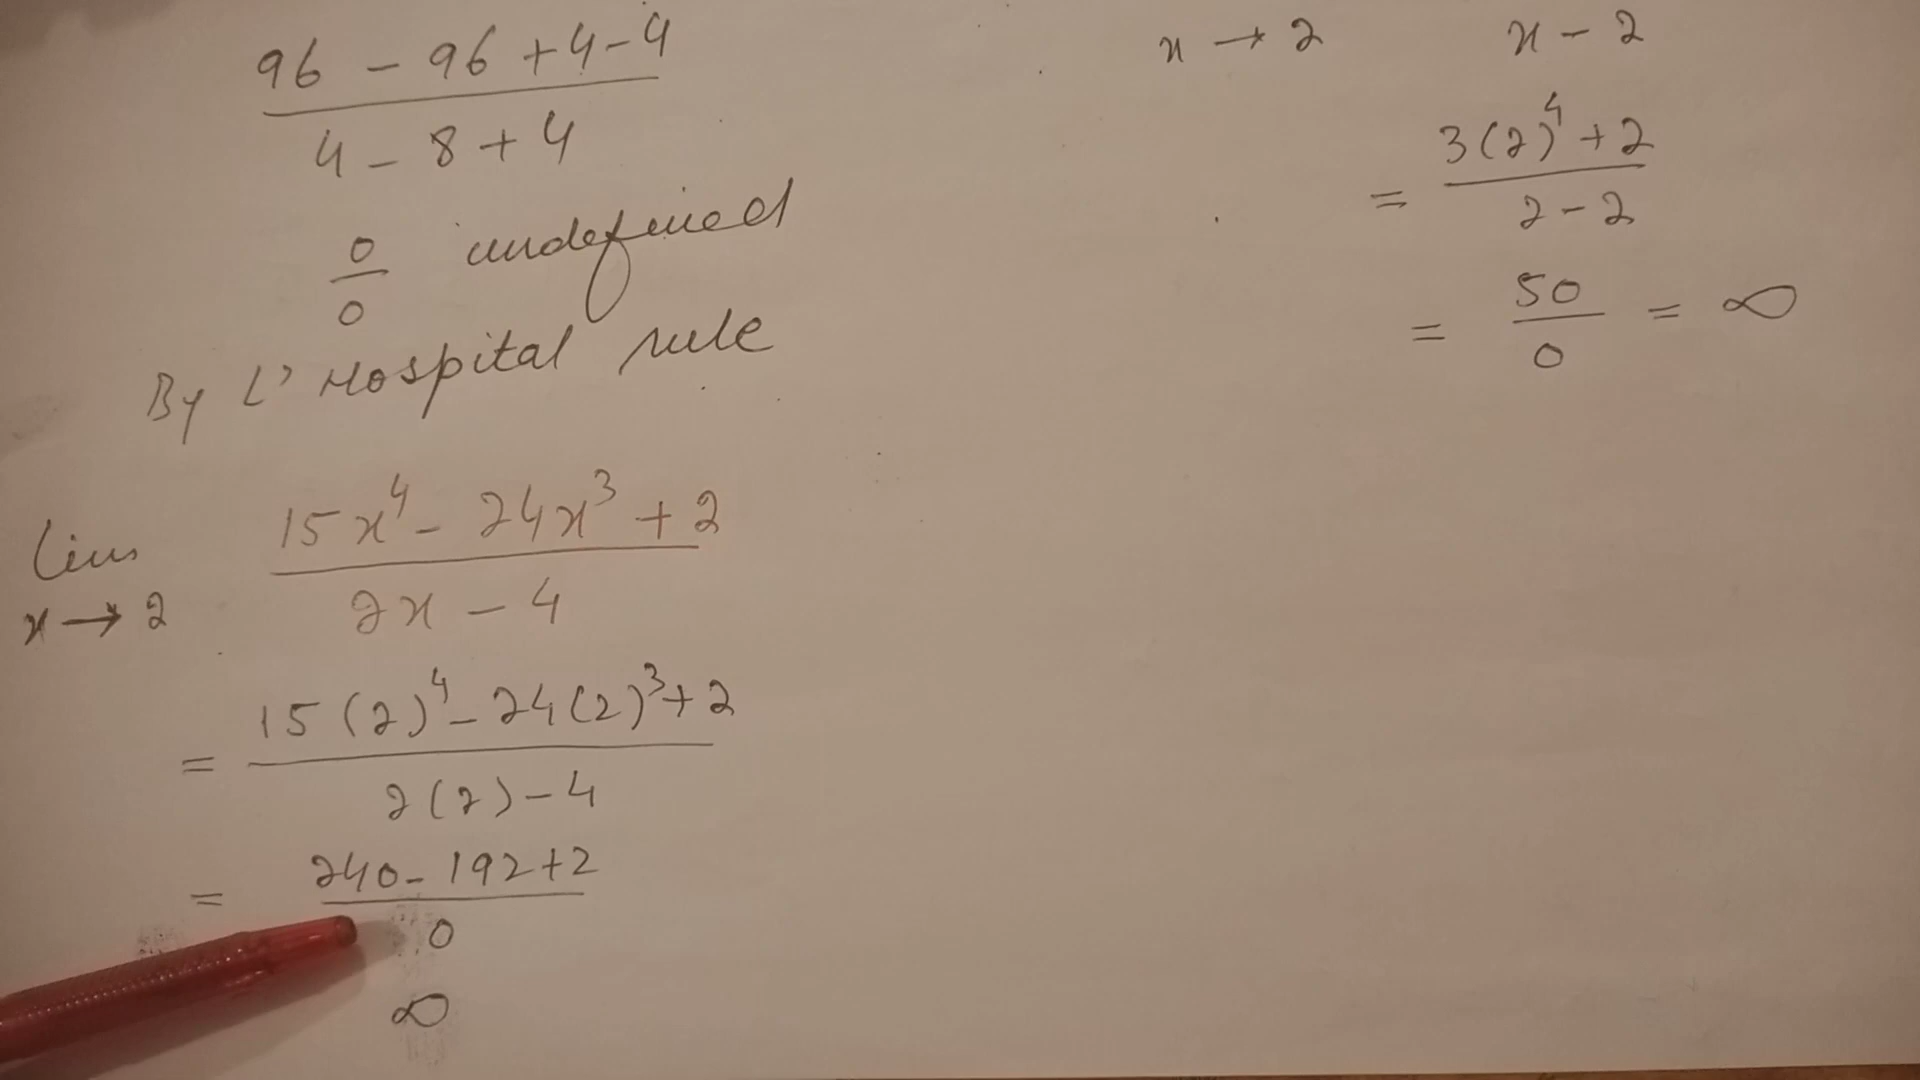 96 - 96 + 4 - 4
4 - 8 + 4
0
0
undefined
By L' Hospital rule
lim
x → 2
15x⁴ - 24x³ + 2
2x - 4
= 15(2)⁴ - 24(2)³ + 2
2(2) - 4
= 240 - 192 + 2
0
∞
x → 2
x - 2
= 3(2)⁴ + 2
2 - 2
= 50
0
= ∞